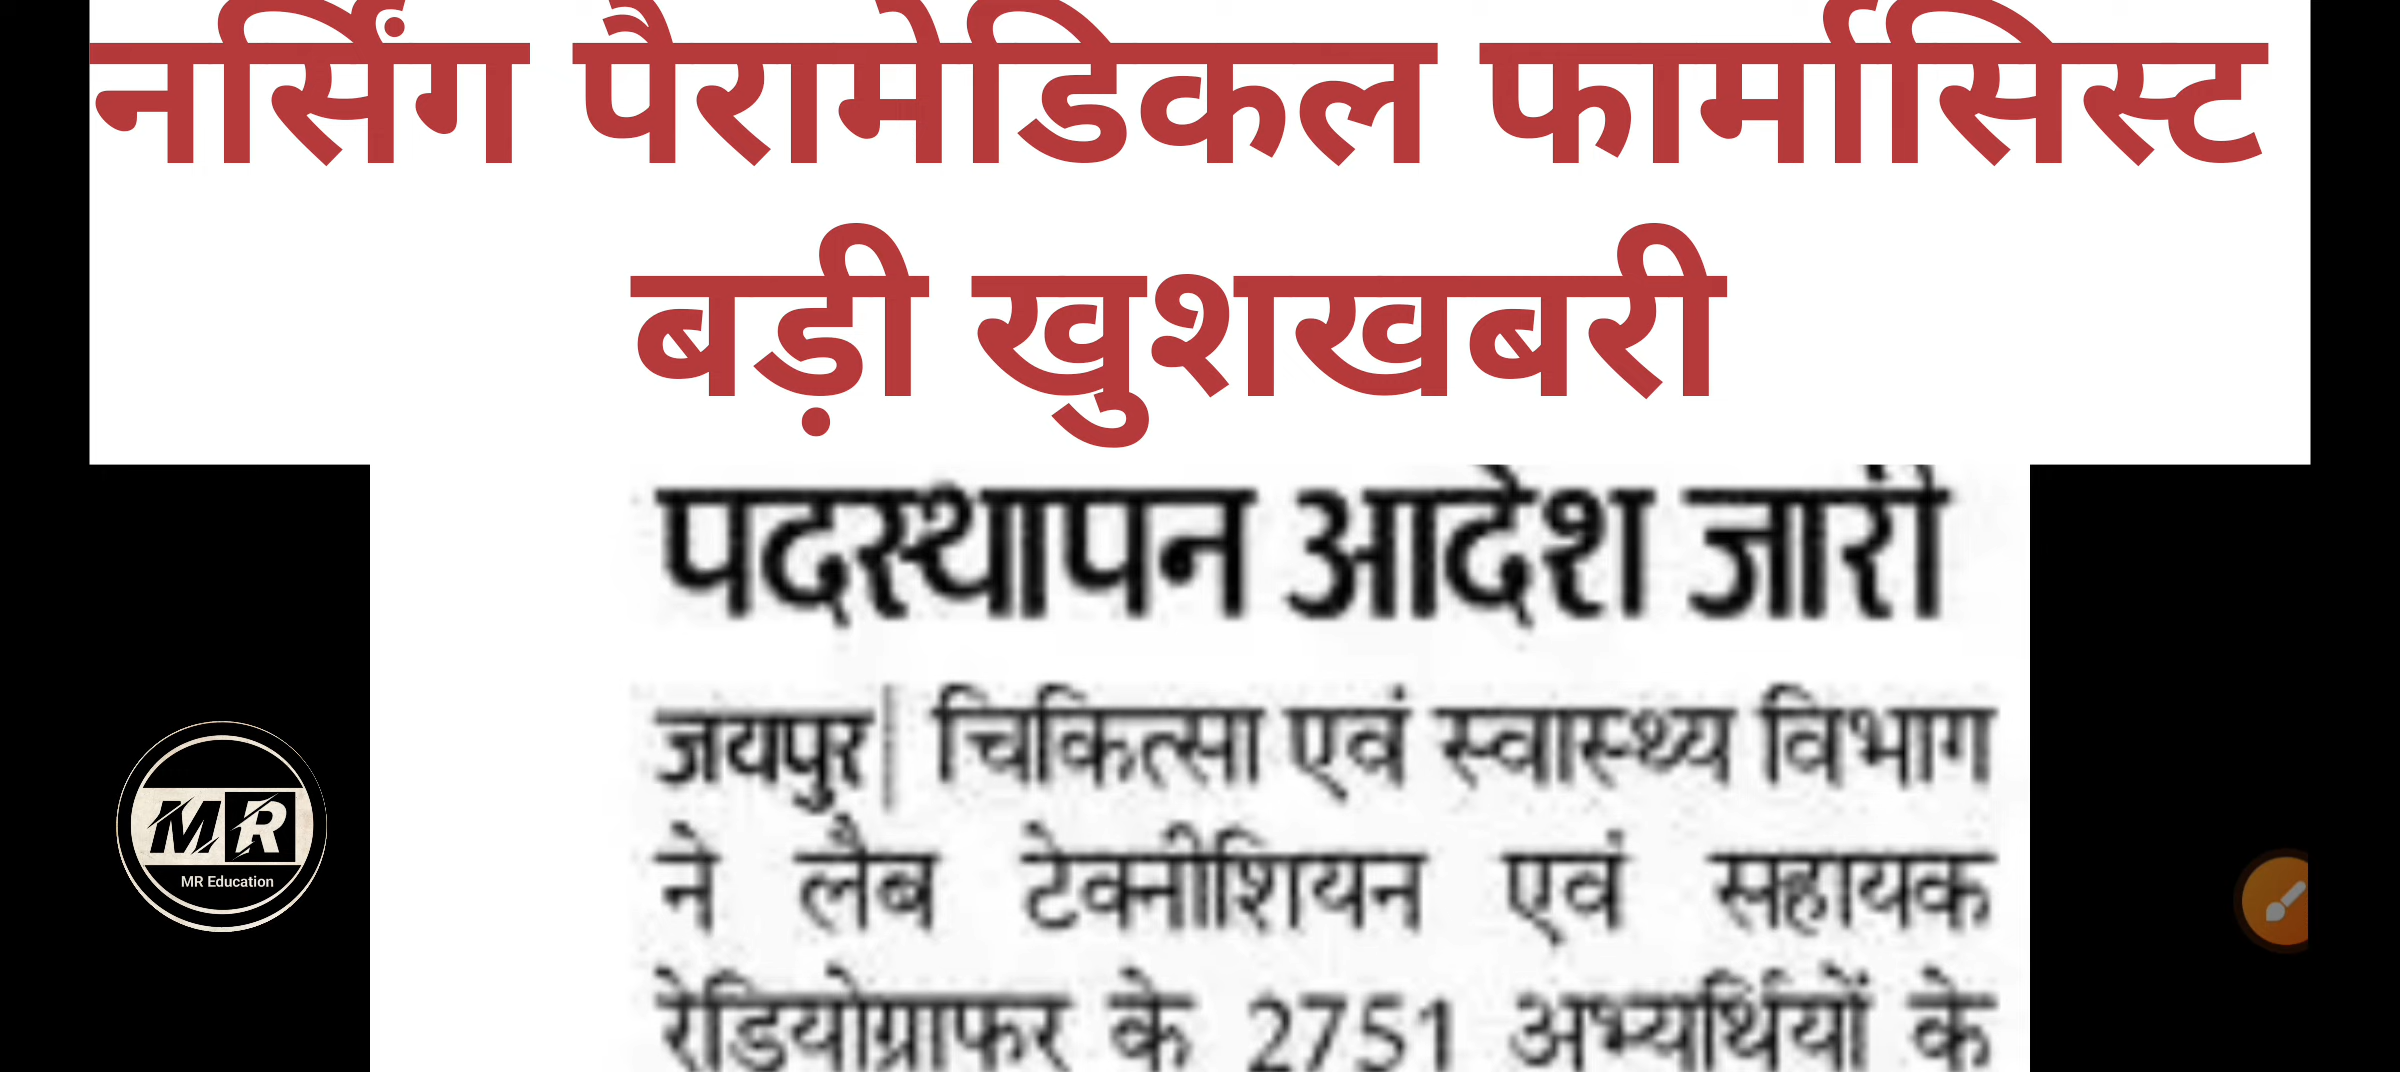 नर्सिंग पैरामेडिकल फार्मासिस्ट
बड़ी खुशखबरी
पदस्थापन आदेश जारी
जयपुर| चिकित्सा एवं स्वास्थ्य विभाग
ने लैब टेक्नीशियन एवं सहायक
रेडियोग्राफर के 2751 अभ्यर्थियों के
MR
MR Education